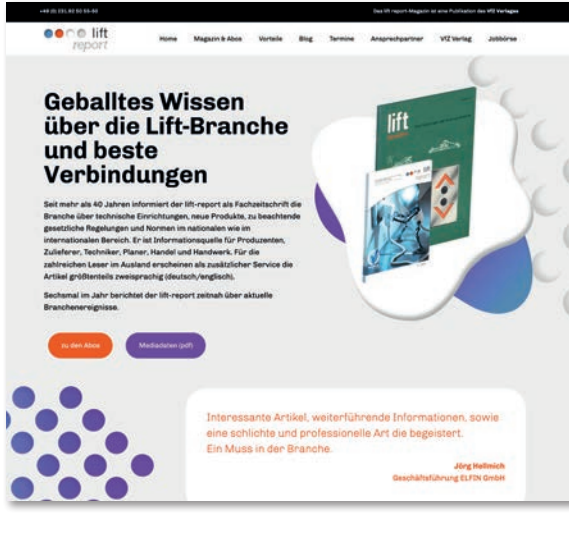 +49 (0) 231 92 50 55-50
Das lift report-Magazin ist eine Publikation des VfZ Verlages
lift
report
Home Magazin & Abos Vorteile Blog Termine Ansprechpartner VfZ Verlag Jobbörse
Geballtes Wissen
über die Lift-Branche
und beste
Verbindungen
lift
Seit mehr als 40 Jahren informiert der lift-report als Fachzeitschrift die
Branche über technische Einrichtungen, neue Produkte, zu beachtende
gesetzliche Regelungen und Normen im nationalen wie im
internationalen Bereich. Er ist Informationsquelle für Produzenten,
Zulieferer, Techniker, Planer, Handel und Handwerk. Für die
zahlreichen Leser im Ausland erscheinen als zusätzlicher Service die
Artikel größtenteils zweisprachig (deutsch/englisch).
Sechsmal im Jahr berichtet der lift-report zeitnah über aktuelle
Branchenereignisse.
zu den Abos
Mediadaten (pdf)
Interessante Artikel, weiterführende Informationen, sowie
eine schlichte und professionelle Art die begeistert.
Ein Muss in der Branche.
Jörg Hellmich
Geschäftsführung ELFIN GmbH